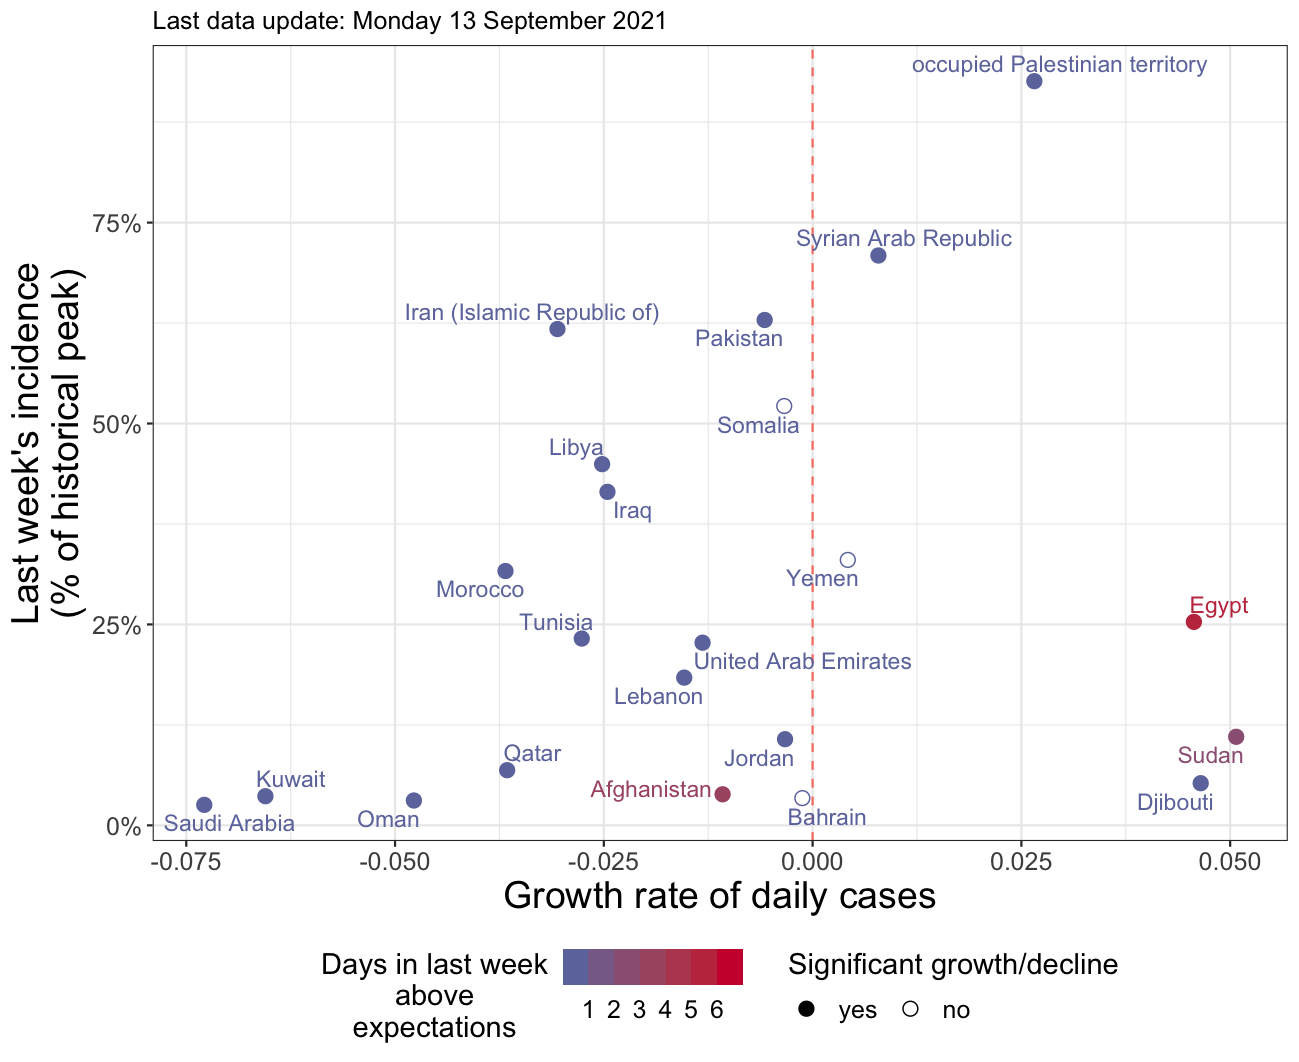 Last data update: Monday 13 September 2021
occupied Palestinian territory
75%
Syrian Arab Republic
Iran (Islamic Republic of)
Pakistan
50%
Somalia
Libya
Iraq
Yemen
Morocco
Egypt
25%
Tunisia
United Arab Emirates
Lebanon
Qatar
Jordan
Sudan
Kuwait
Afghanistan
Djibouti
Saudi Arabia
Oman
Bahrain
0%
Last week's incidence
(% of historical peak)
-0.075
-0.050
-0.025
0.000
0.025
0.050
Growth rate of daily cases
Days in last week
above
expectations
1 2 3 4 5 6
Significant growth/decline
yes
no